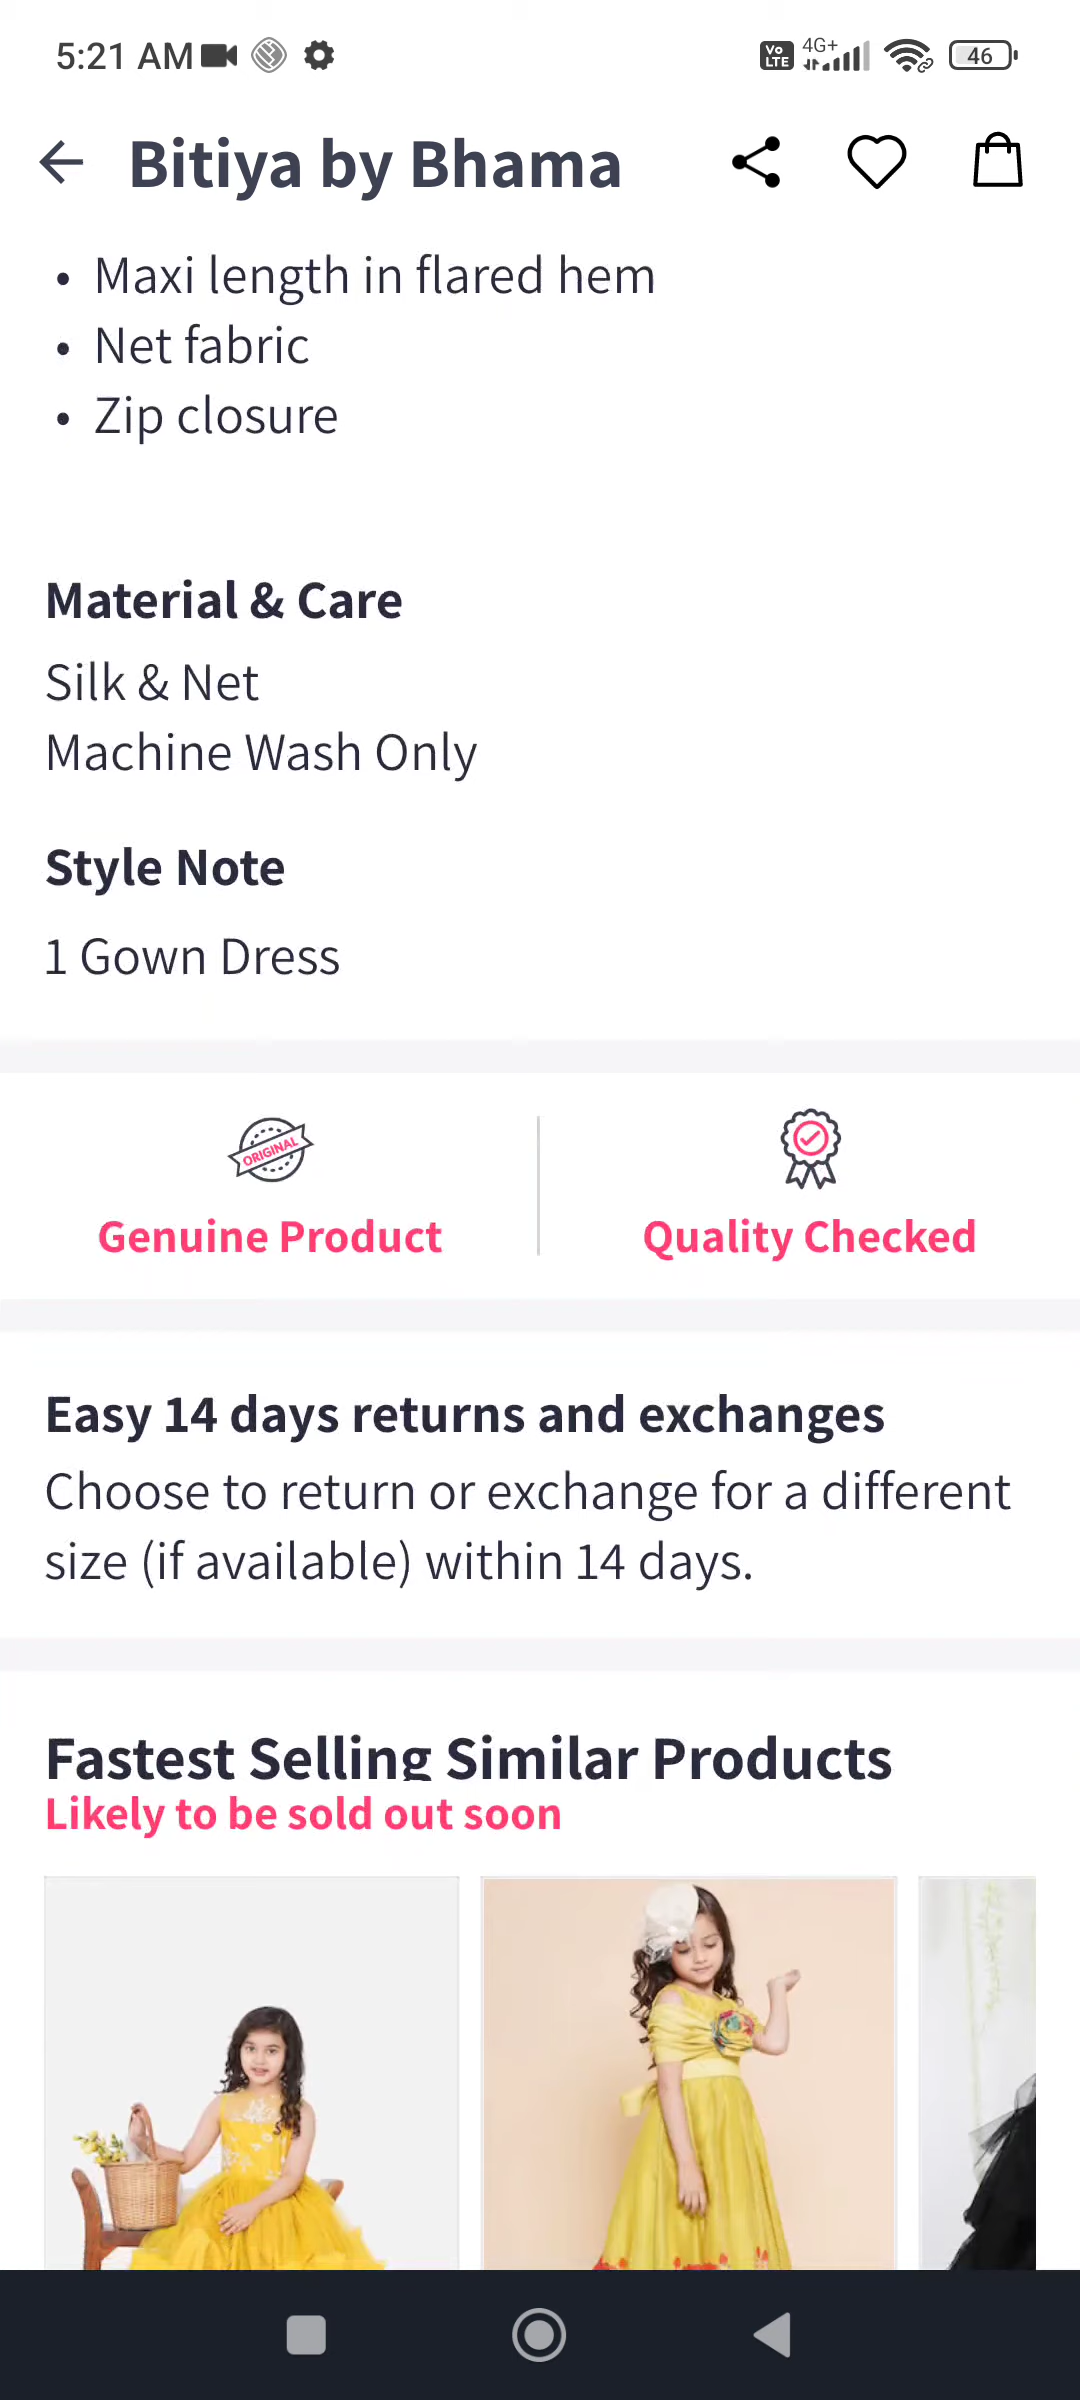 5:21 AM
Vo LTE 4G+ 46
Bitiya by Bhama
• Maxi length in flared hem
• Net fabric
• Zip closure
Material & Care
Silk & Net
Machine Wash Only
Style Note
1 Gown Dress
ORIGINAL
Genuine Product
Quality Checked
Easy 14 days returns and exchanges
Choose to return or exchange for a different
size (if available) within 14 days.
Fastest Selling Similar Products
Likely to be sold out soon